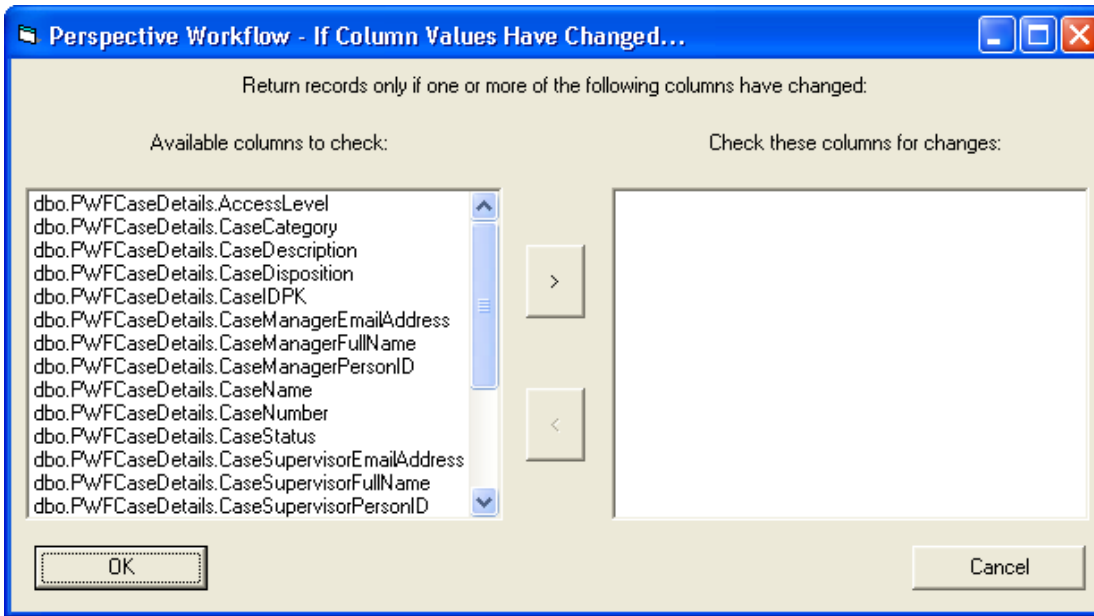 Perspective Workflow - If Column Values Have Changed...
Return records only if one or more of the following columns have changed:
Available columns to check:
Check these columns for changes:
dbo.PWFCaseDetails.AccessLevel
dbo.PWFCaseDetails.CaseCategory
dbo.PWFCaseDetails.CaseDescription
dbo.PWFCaseDetails.CaseDisposition
dbo.PWFCaseDetails.CaseIDPK
dbo.PWFCaseDetails.CaseManagerEmailAddress
dbo.PWFCaseDetails.CaseManagerFullName
dbo.PWFCaseDetails.CaseManagerPersonID
dbo.PWFCaseDetails.CaseName
dbo.PWFCaseDetails.CaseNumber
dbo.PWFCaseDetails.CaseStatus
dbo.PWFCaseDetails.CaseSupervisorEmailAddress
dbo.PWFCaseDetails.CaseSupervisorFullName
dbo.PWFCaseDetails.CaseSupervisorPersonID
>
<
OK
Cancel